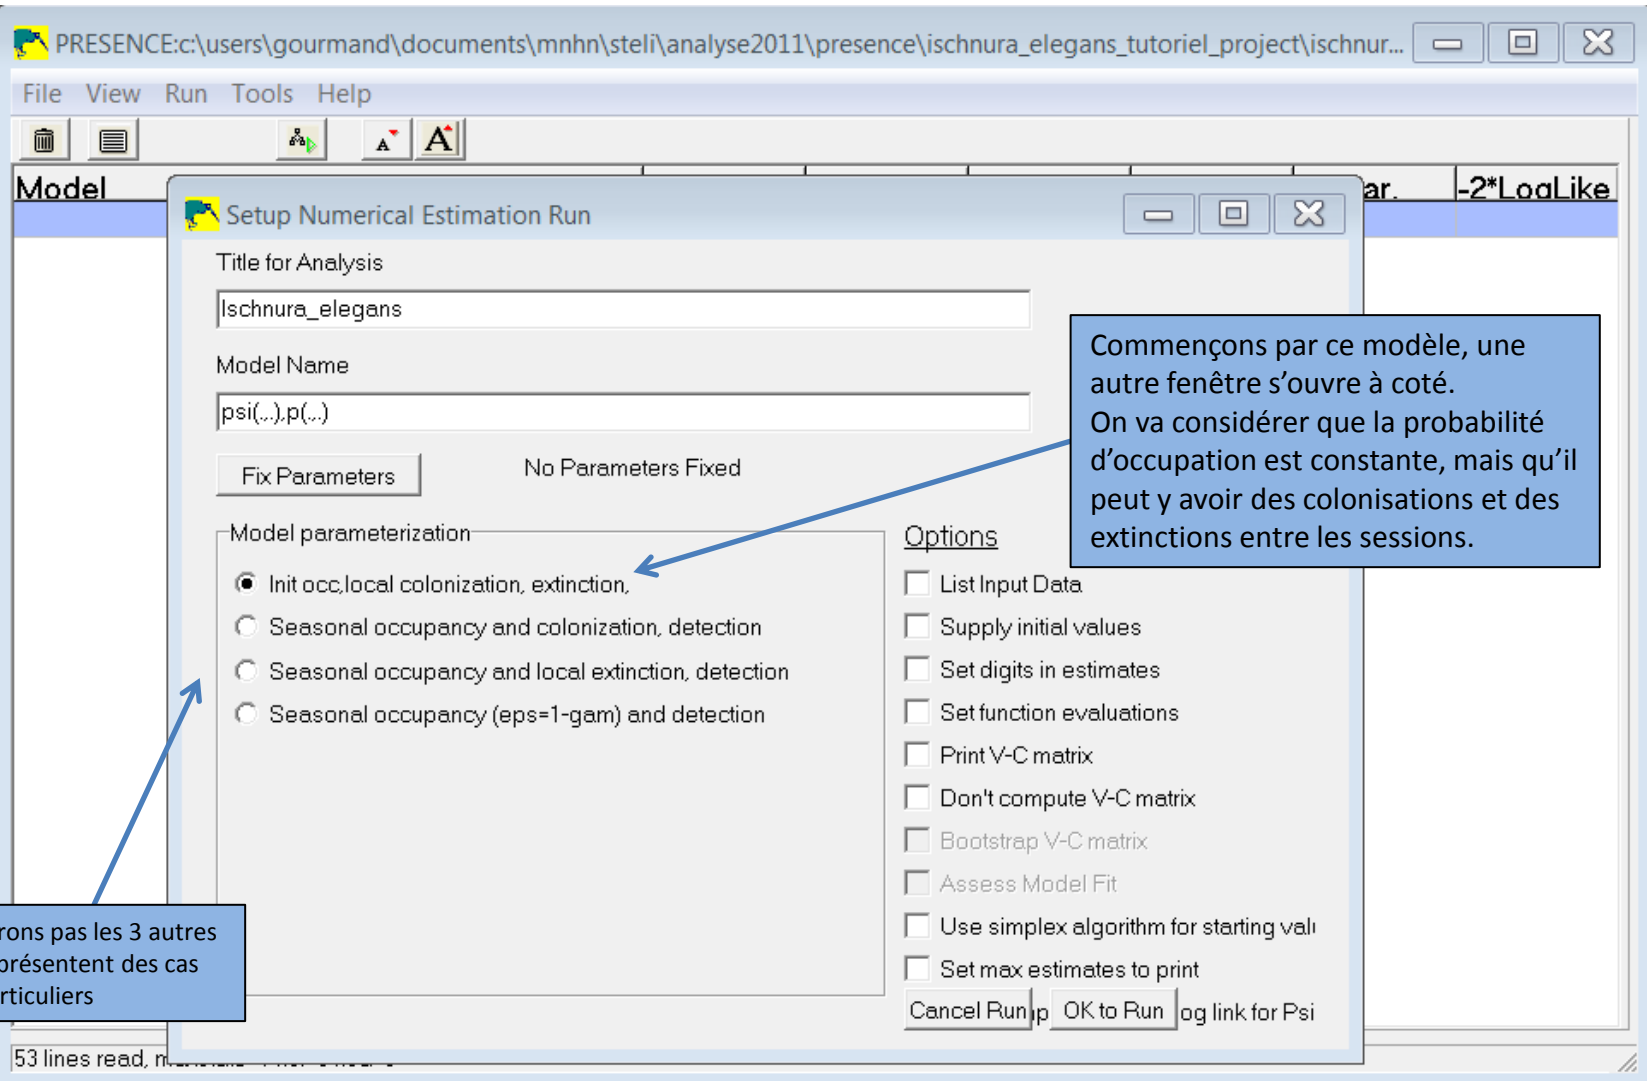 PRESENCE:c:\users\gourmand\documents\mnhn\steli\analyse2011\presence\ischnura_elegans_tutoriel_project\ischnur...
File View Run Tools Help
A A
Model ar. -2*LogLike
Setup Numerical Estimation Run
Title for Analysis
Ischnura_elegans
Model Name
psi(.,.),p(.,.)
Fix Parameters No Parameters Fixed
Commençons par ce modèle, une
autre fenêtre s’ouvre à coté.
On va considérer que la probabilité
d’occupation est constante, mais qu’il
peut y avoir des colonisations et des
extinctions entre les sessions.
Model parameterization
Init occ,local colonization, extinction,
Seasonal occupancy and colonization, detection
Seasonal occupancy and local extinction, detection
Seasonal occupancy (eps=1-gam) and detection
Options
List Input Data
Supply initial values
Set digits in estimates
Set function evaluations
Print V-C matrix
Don't compute V-C matrix
Bootstrap V-C matrix
Assess Model Fit
Use simplex algorithm for starting valu
Set max estimates to print
Cancel Run p OK to Run og link for Psi
rons pas les 3 autres
présentent des cas
rticuliers
53 lines read,